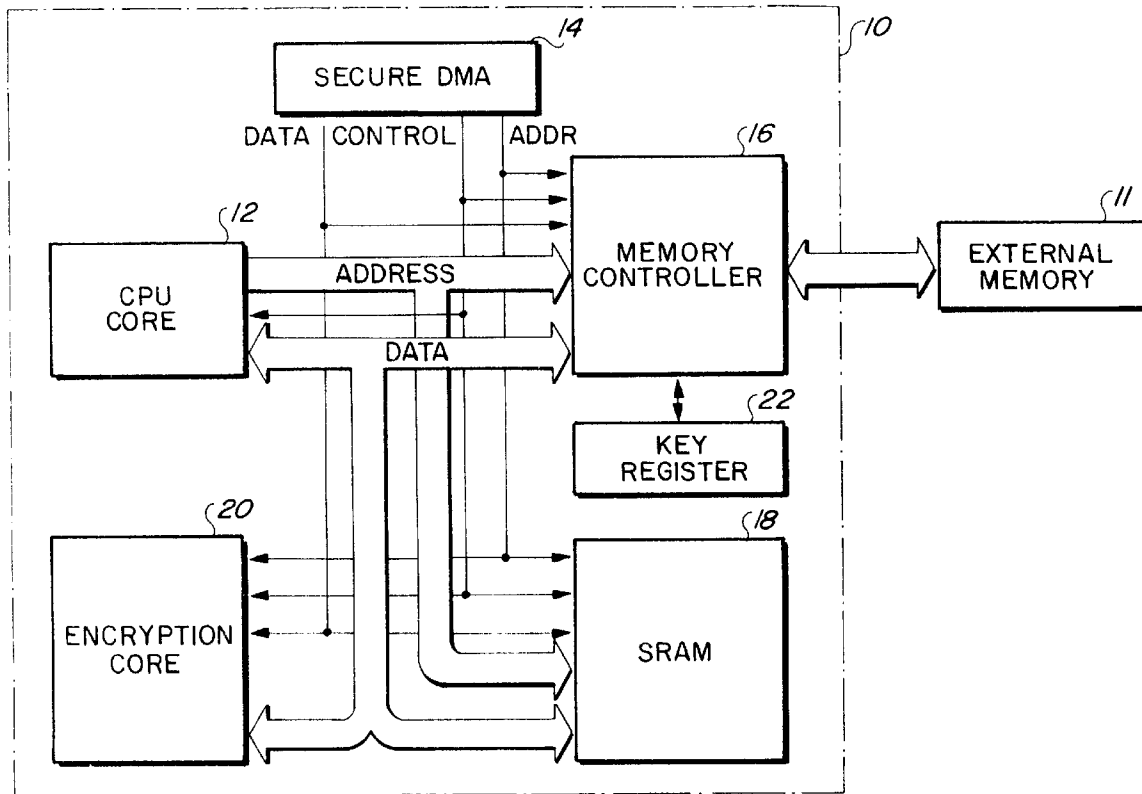 14
10
SECURE DMA
DATA CONTROL ADDR
16
12
11
CPU
CORE
ADDRESS
MEMORY
CONTROLLER
EXTERNAL
MEMORY
DATA
22
KEY
REGISTER
20
18
ENCRYPTION
CORE
SRAM